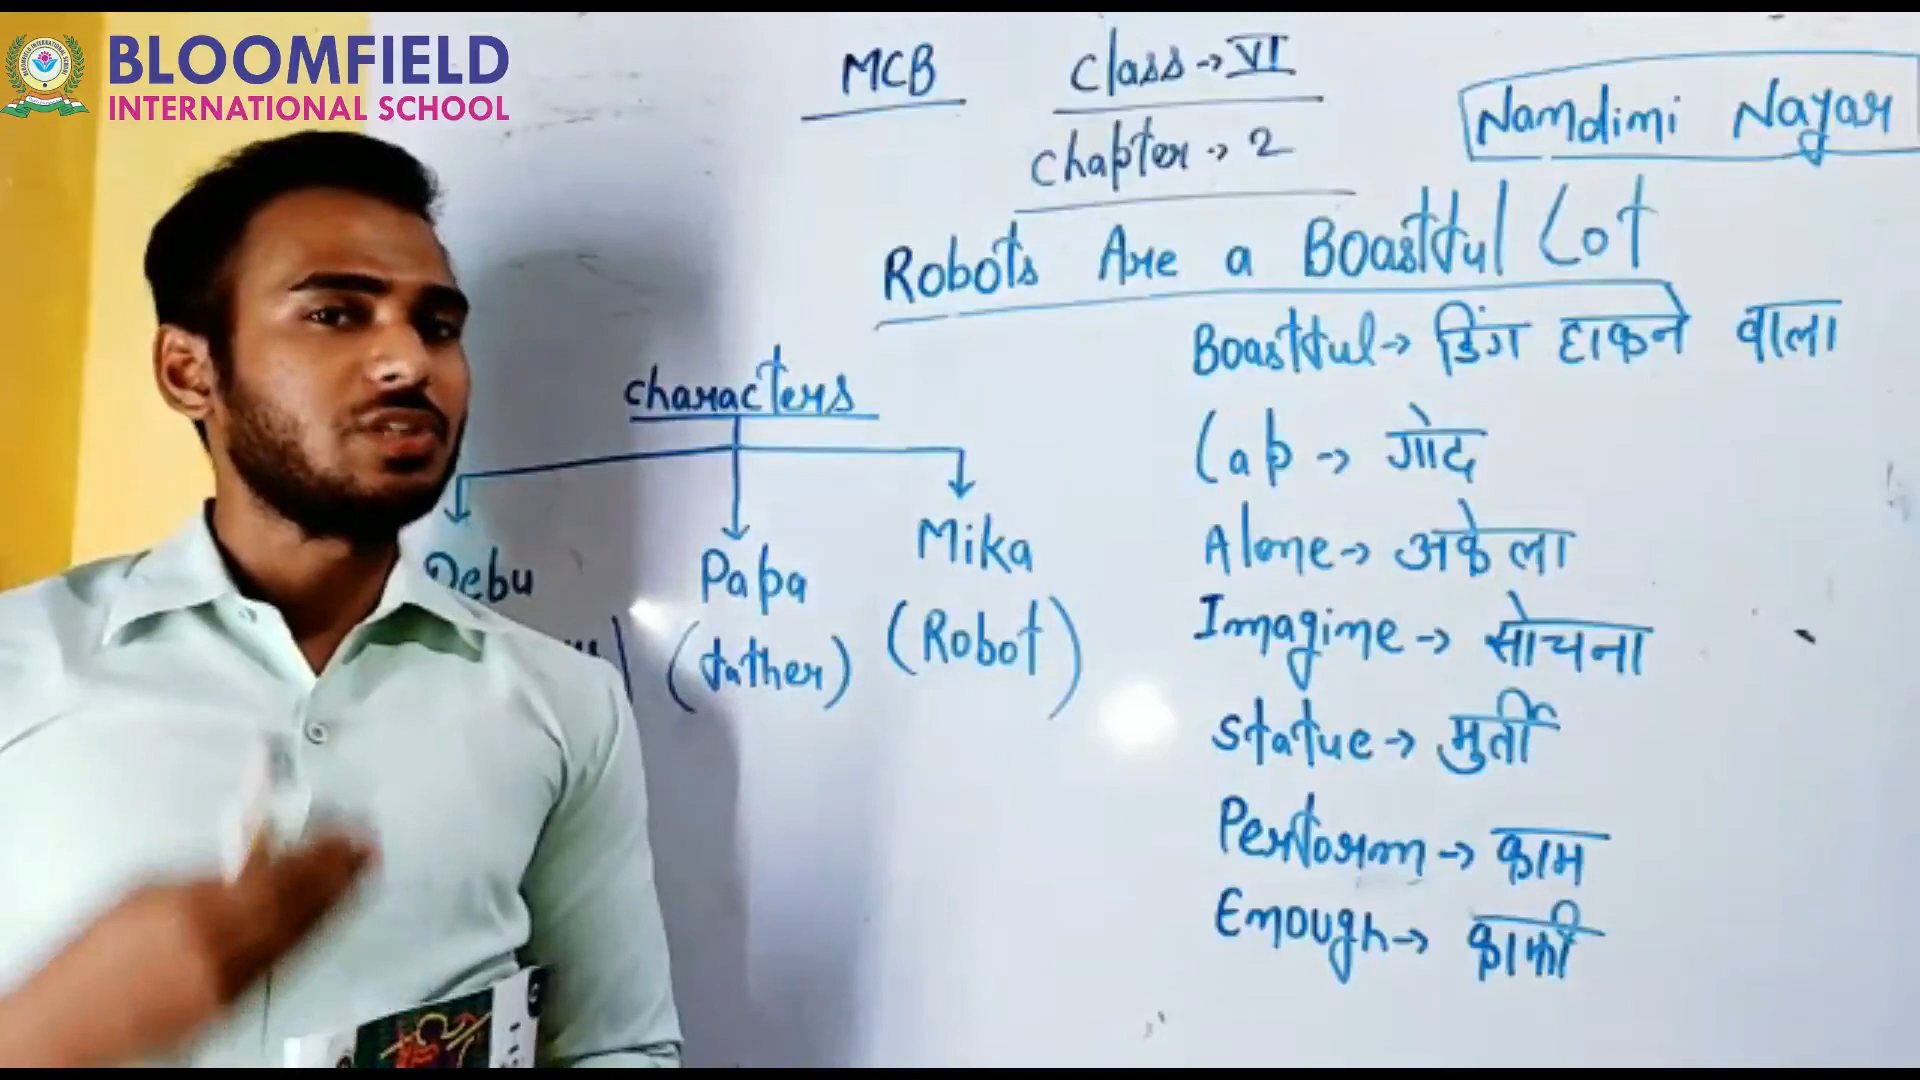 BLOOMFIELD
INTERNATIONAL SCHOOL
MCB
Class → VI
Chapter → 2
Nandini Nayar
Robots Are a Boastful Lot
Characters
Debu
Papa
(father)
Mika
(Robot)
Boastful → डिंग हाकने वाला
Lap → गोद
Alone → अकेला
Imagine → सोचना
Statue → मुर्ती
Perform → काम
Enough → काफी